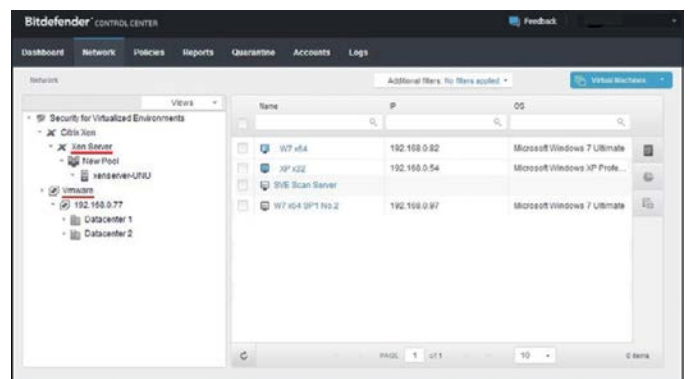 Bitdefender CONTROL CENTER
Feedback
Dashboard Network Policies Reports Quarantine Accounts Logs
Network
Additional filters: No filters applied
Virtual Machines
Views
Name IP OS
Security for Virtualized Environments
Citrix Xen
Xen Server
New Pool
xenserver-UNU
Vmware
192.168.0.77
Datacenter 1
Datacenter 2
W7 x64 192.168.0.82 Microsoft Windows 7 Ultimate
192.168.0.54 Microsoft Windows XP Profe...
SVE Scan Server
W7 x64 SP1 No.2 192.168.0.97 Microsoft Windows 7 Ultimate
PAGE 1 of 1 10 items